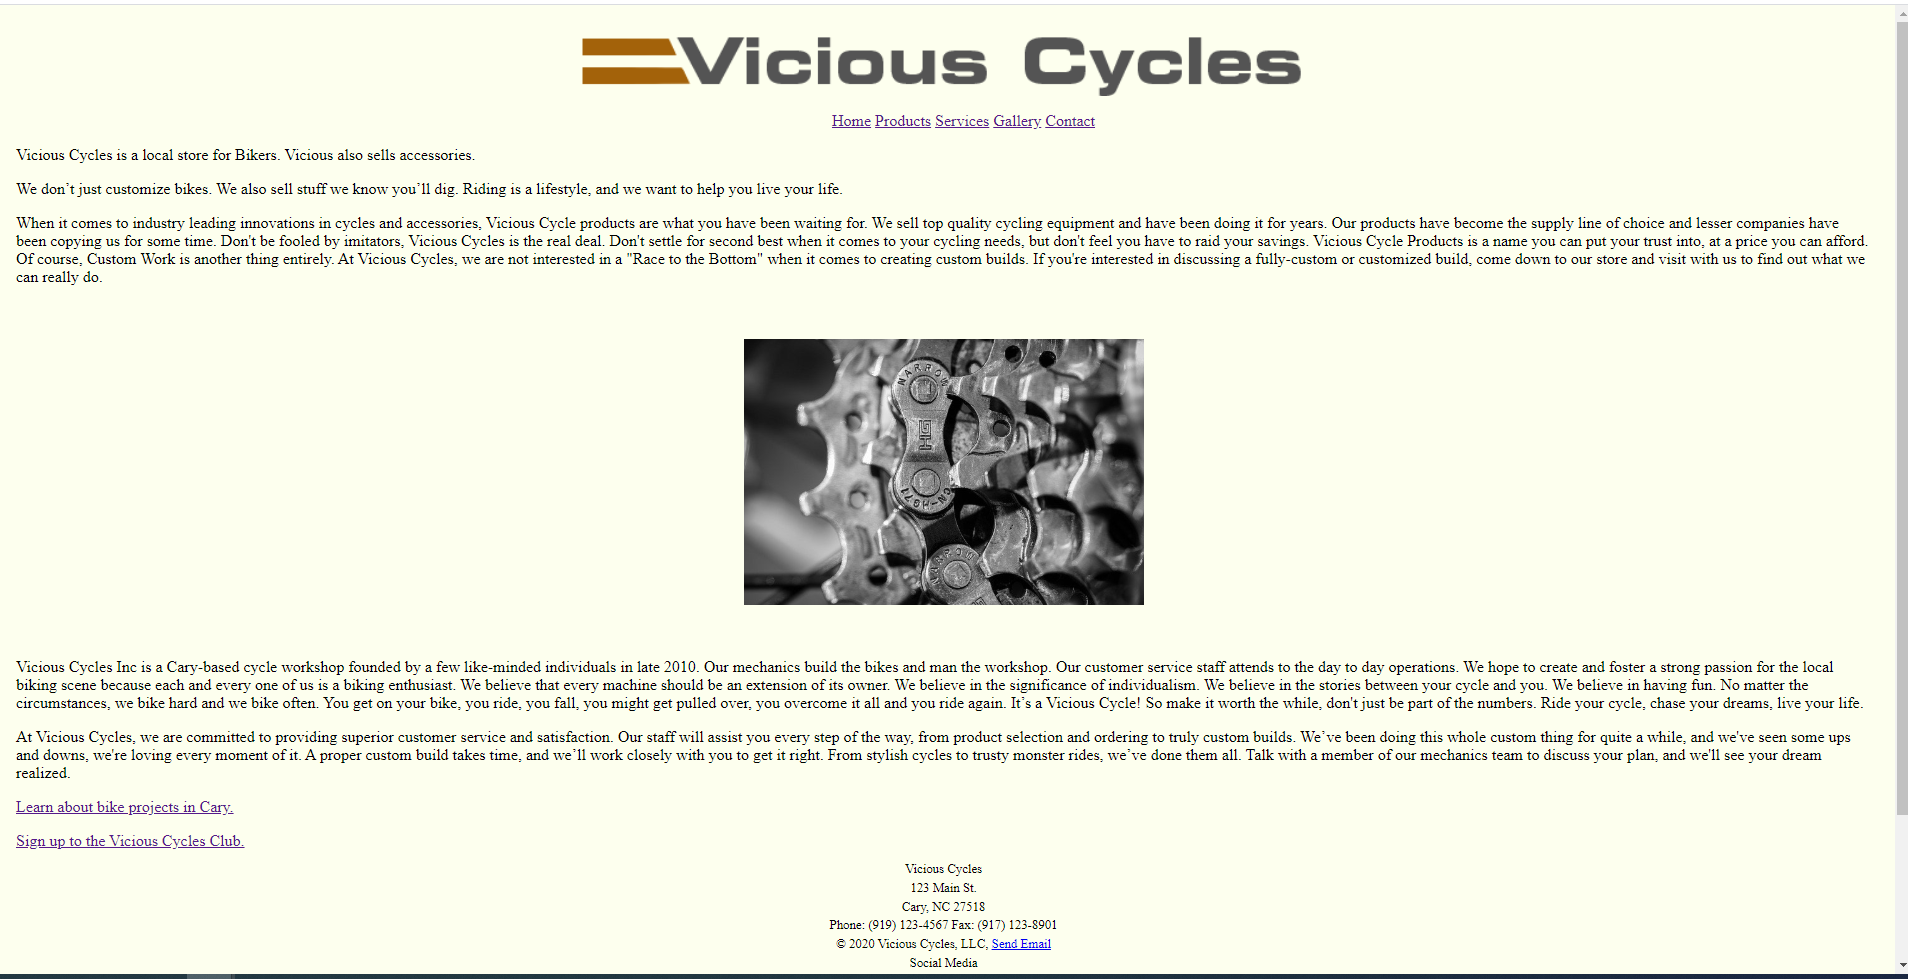 Vicious Cycles
Home Products Services Gallery Contact
Vicious Cycles is a local store for Bikers. Vicious also sells accessories.
We don’t just customize bikes. We also sell stuff we know you’ll dig. Riding is a lifestyle, and we want to help you live your life.
When it comes to industry leading innovations in cycles and accessories, Vicious Cycle products are what you have been waiting for. We sell top quality cycling equipment and have been doing it for years. Our products have become the supply line of choice and lesser companies have
been copying us for some time. Don't be fooled by imitators, Vicious Cycles is the real deal. Don't settle for second best when it comes to your cycling needs, but don't feel you have to raid your savings. Vicious Cycle Products is a name you can put your trust into, at a price you can afford.
Of course, Custom Work is another thing entirely. At Vicious Cycles, we are not interested in a "Race to the Bottom" when it comes to creating custom builds. If you're interested in discussing a fully-custom or customized build, come down to our store and visit with us to find out what we
can really do.
NARROW
HG
CN-HG71
NARROW
Vicious Cycles Inc is a Cary-based cycle workshop founded by a few like-minded individuals in late 2010. Our mechanics build the bikes and man the workshop. Our customer service staff attends to the day to day operations. We hope to create and foster a strong passion for the local
biking scene because each and every one of us is a biking enthusiast. We believe that every machine should be an extension of its owner. We believe in the significance of individualism. We believe in the stories between your cycle and you. We believe in having fun. No matter the
circumstances, we bike hard and we bike often. You get on your bike, you ride, you fall, you might get pulled over, you overcome it all and you ride again. It’s a Vicious Cycle! So make it worth the while, don't just be part of the numbers. Ride your cycle, chase your dreams, live your life.
At Vicious Cycles, we are committed to providing superior customer service and satisfaction. Our staff will assist you every step of the way, from product selection and ordering to truly custom builds. We’ve been doing this whole custom thing for quite a while, and we've seen some ups
and downs, we're loving every moment of it. A proper custom build takes time, and we’ll work closely with you to get it right. From stylish cycles to trusty monster rides, we’ve done them all. Talk with a member of our mechanics team to discuss your plan, and we'll see your dream
realized.
Learn about bike projects in Cary.
Sign up to the Vicious Cycles Club.
Vicious Cycles
123 Main St.
Cary, NC 27518
Phone: (919) 123-4567 Fax: (917) 123-8901
© 2020 Vicious Cycles, LLC, Send Email
Social Media